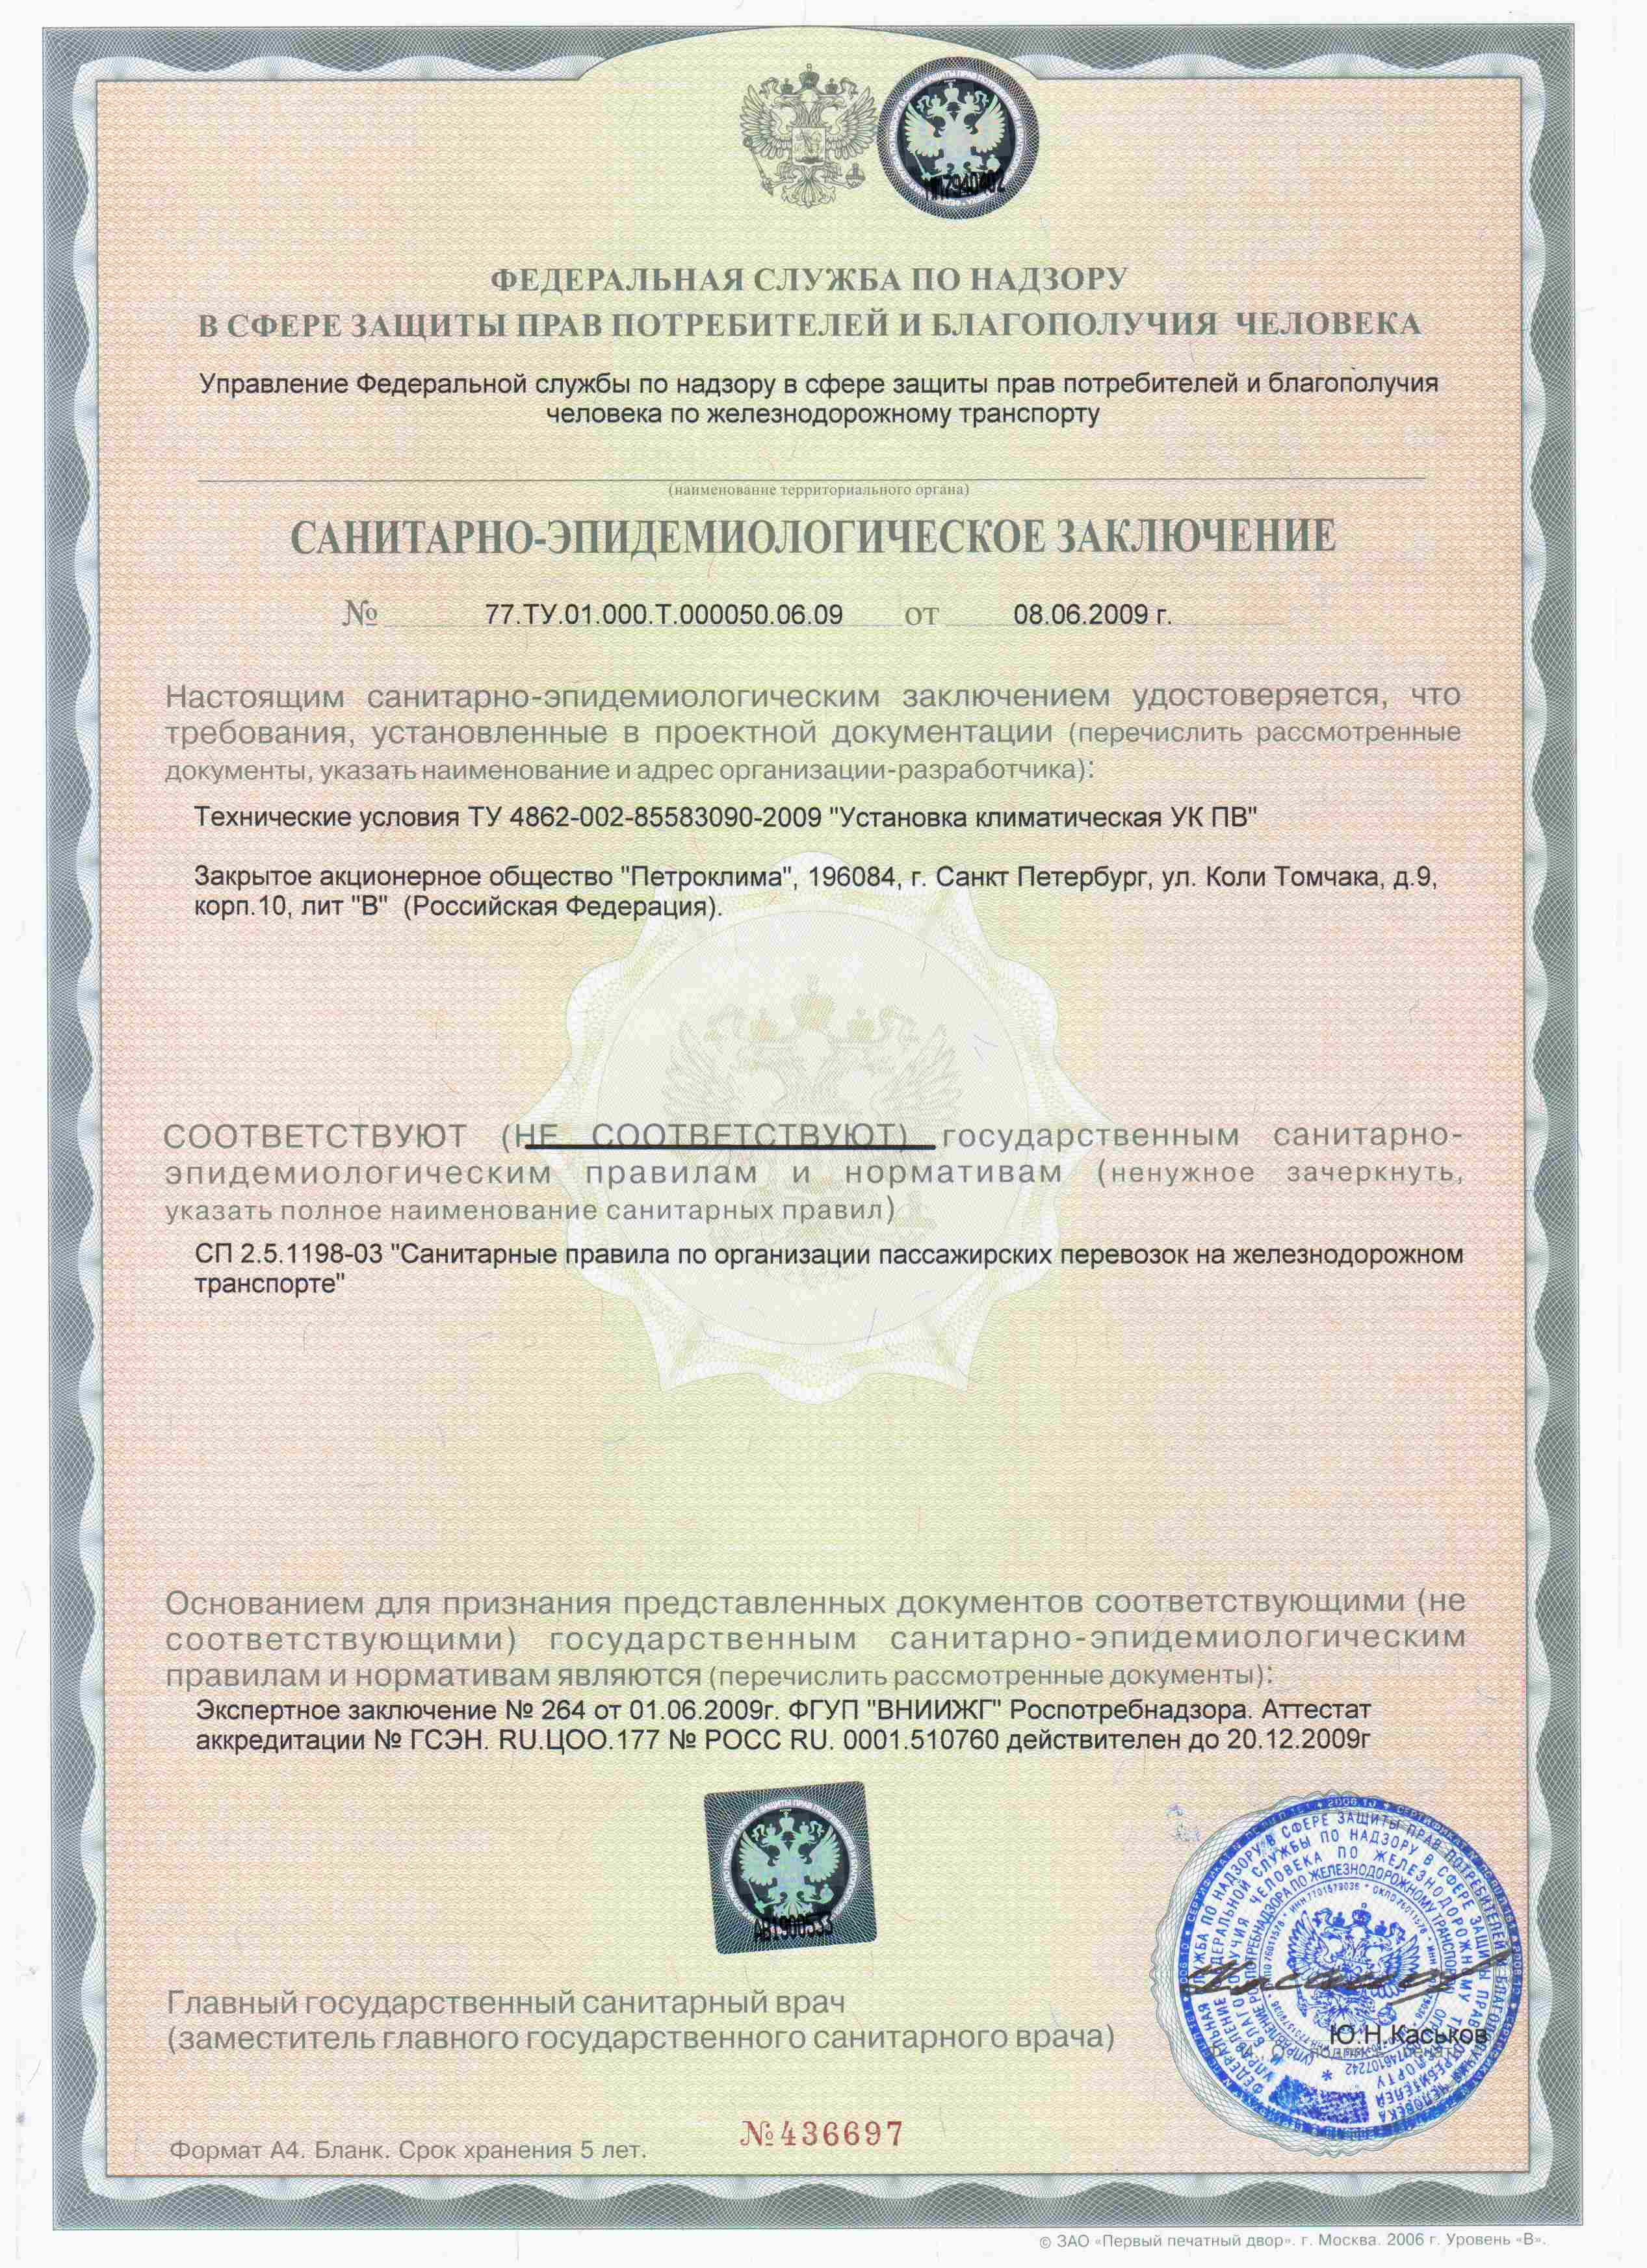 ФЕДЕРАЛЬНАЯ СЛУЖБА ПО НАДЗОРУ
В СФЕРЕ ЗАЩИТЫ ПРАВ ПОТРЕБИТЕЛЕЙ И БЛАГОПОЛУЧИЯ ЧЕЛОВЕКА
Управление Федеральной службы по надзору в сфере защиты прав потребителей и благополучия
человека по железнодорожному транспорту
(наименование территориального органа)
САНИТАРНО-ЭПИДЕМИОЛОГИЧЕСКОЕ ЗАКЛЮЧЕНИЕ
№ 77.ТУ.01.000.Т.000050.06.09 от 08.06.2009 г.
Настоящим санитарно-эпидемиологическим заключением удостоверяется, что
требования, установленные в проектной документации (перечислить рассмотренные
документы, указать наименование и адрес организации-разработчика):
Технические условия ТУ 4862-002-85583090-2009 "Установка климатическая УК ПВ"
Закрытое акционерное общество "Петроклима", 196084, г. Санкт Петербург, ул. Коли Томчака, д.9,
корп.10, лит "В" (Российская Федерация).
СООТВЕТСТВУЮТ (НЕ СООТВЕТСТВУЮТ) государственным санитарно-
эпидемиологическим правилам и нормативам (ненужное зачеркнуть,
указать полное наименование санитарных правил)
СП 2.5.1198-03 "Санитарные правила по организации пассажирских перевозок на железнодорожном
транспорте"
Основанием для признания представленных документов соответствующими (не
соответствующими) государственным санитарно-эпидемиологическим
правилам и нормативам являются (перечислить рассмотренные документы):
Экспертное заключение № 264 от 01.06.2009г. ФГУП "ВНИИЖГ" Роспотребнадзора. Аттестат
аккредитации № ГСЭН. RU.ЦОО.177 № РОСС RU. 0001.510760 действителен до 20.12.2009г
АВ1900533
Главный государственный санитарный врач
(заместитель главного государственного санитарного врача)
Ю.Н.Каськов
Формат А4. Бланк. Срок хранения 5 лет.
№436697
© ЗАО «Первый печатный двор». г. Москва. 2006 г. Уровень «В».